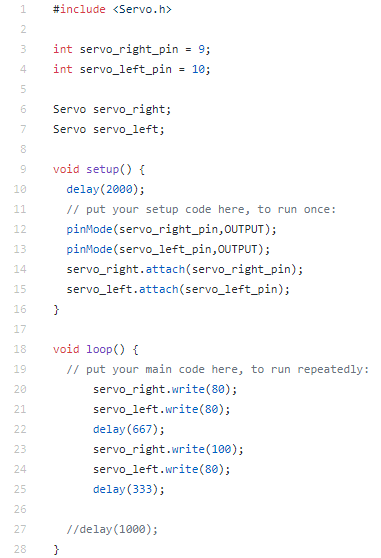 1 #include <Servo.h>
2
3 int servo_right_pin = 9;
4 int servo_left_pin = 10;
5
6 Servo servo_right;
7 Servo servo_left;
8
9 void setup() {
10   delay(2000);
11   // put your setup code here, to run once:
12   pinMode(servo_right_pin,OUTPUT);
13   pinMode(servo_left_pin,OUTPUT);
14   servo_right.attach(servo_right_pin);
15   servo_left.attach(servo_left_pin);
16 }
17
18 void loop() {
19   // put your main code here, to run repeatedly:
20       servo_right.write(80);
21       servo_left.write(80);
22       delay(667);
23       servo_right.write(100);
24       servo_left.write(80);
25       delay(333);
26
27   //delay(1000);
28 }